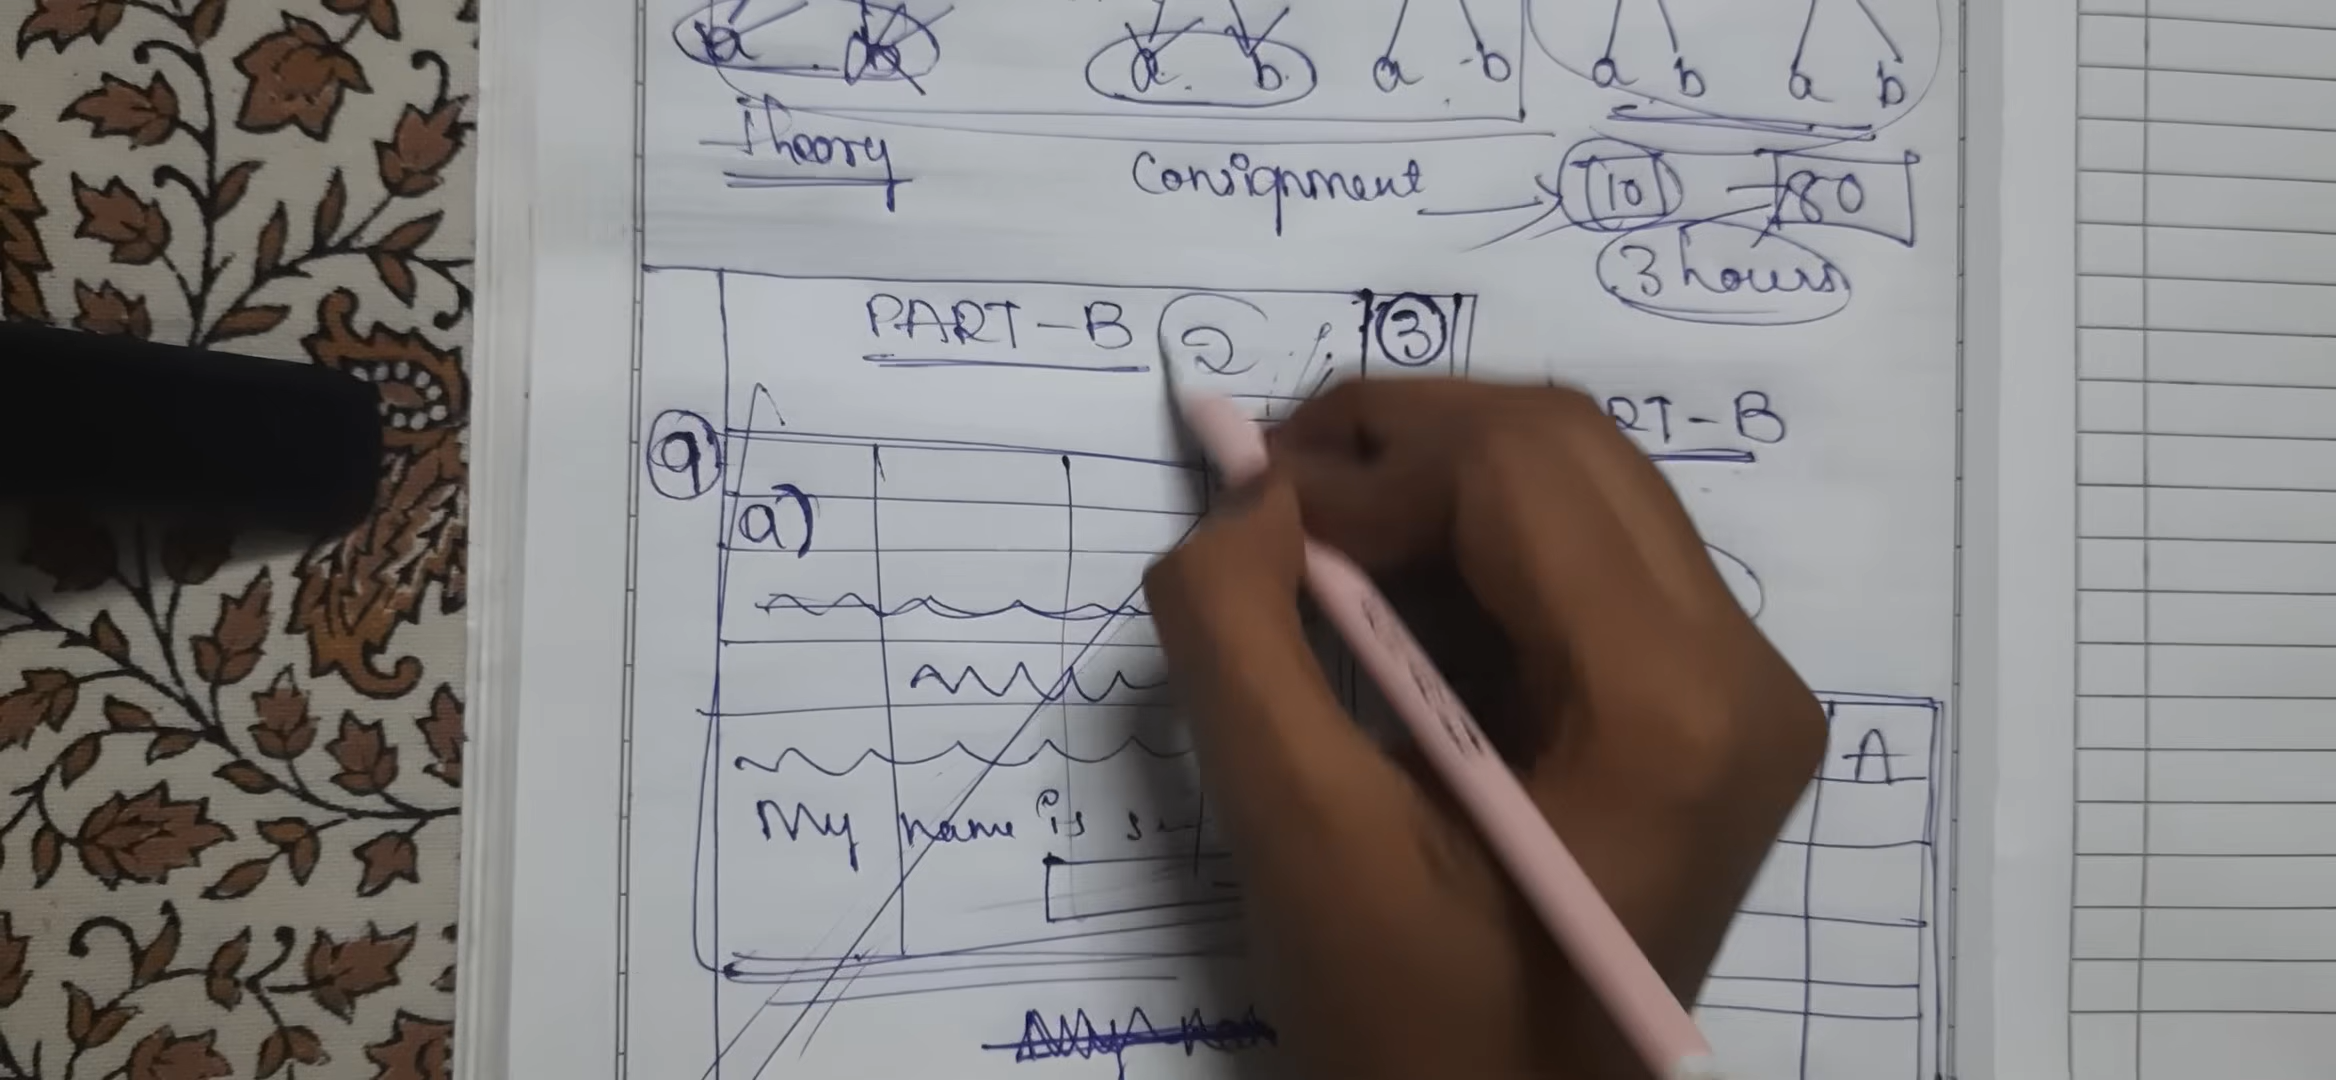 a a b a b a b a b
Theory Consignment 10 80
3 hours
PART-B 2 3
RT-B
9
a)
A
My name is